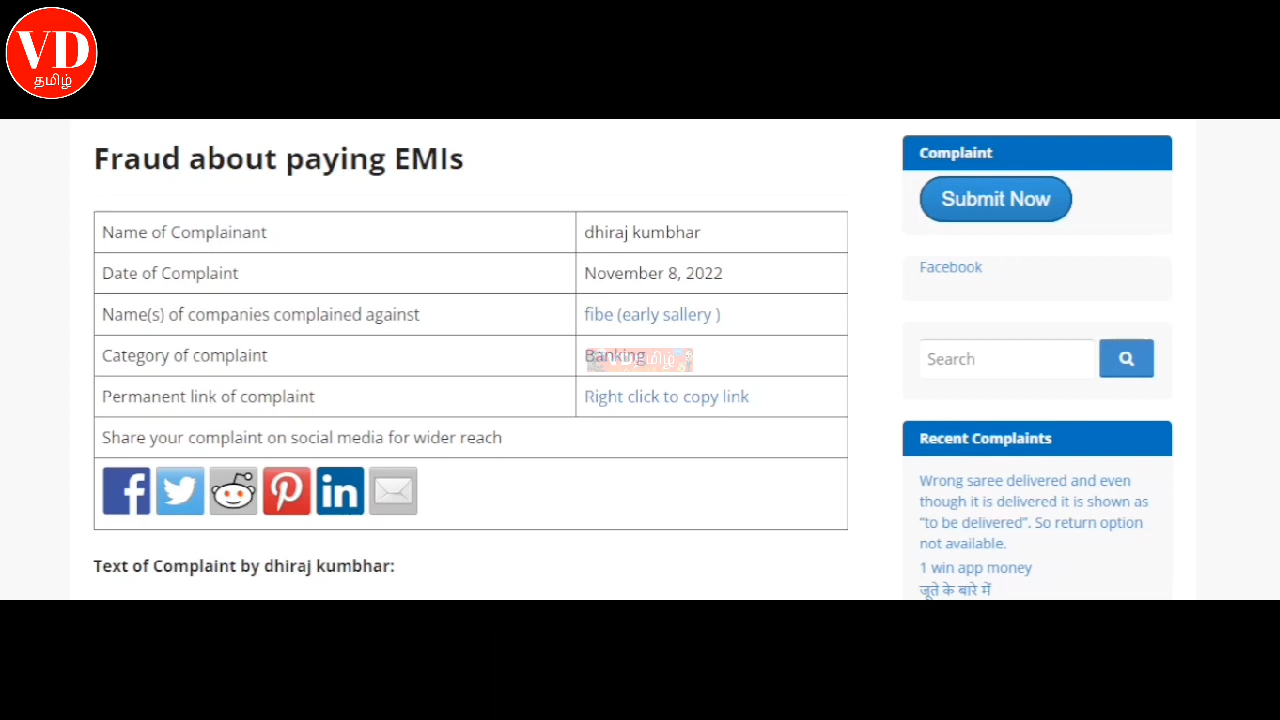 VD
தமிழ்
Fraud about paying EMIs
Name of Complainant dhiraj kumbhar
Date of Complaint November 8, 2022
Name(s) of companies complained against fibe (early sallery )
Category of complaint Banking
VD தமிழ்
Permanent link of complaint Right click to copy link
Share your complaint on social media for wider reach
Text of Complaint by dhiraj kumbhar:
Complaint
Submit Now
Facebook
Search
Recent Complaints
Wrong saree delivered and even
though it is delivered it is shown as
"to be delivered". So return option
not available.
1 win app money
जूते के बारे में